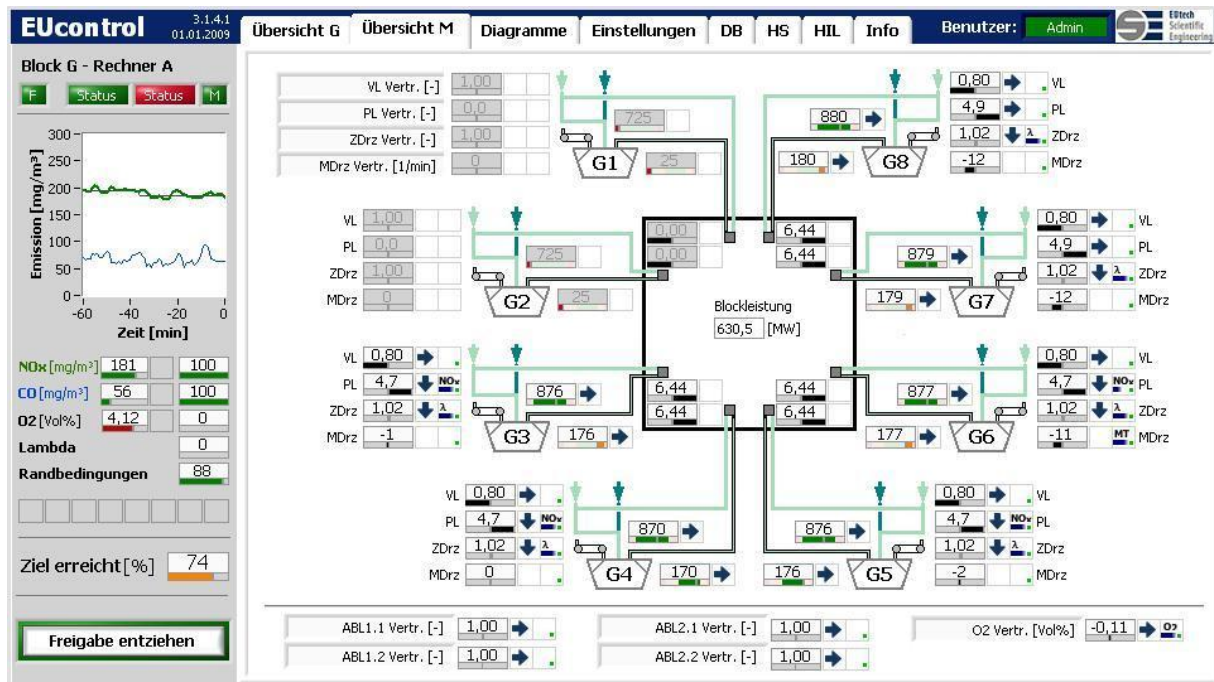 EUcontrol 3.1.4.1
01.01.2009
Übersicht G Übersicht M Diagramme Einstellungen DB HS HIL Info Benutzer: Admin
EUtech
Scientific
Engineering
Block G - Rechner A
F Status Status M
300
250
200
150
100
50
0
Emission [mg/m³]
-60 -40 -20 0
Zeit [min]
NOx [mg/m³] 181 100
CO [mg/m³] 56 100
O2 [Vol%] 4,12 0
Lambda 0
Randbedingungen 88
Ziel erreicht [%] 74
Freigabe entziehen
VL Vertr. [-] 1,00
PL Vertr. [-] 0,0
ZDrz Vertr. [-] 1,00
MDrz Vertr. [1/min] 0
725
G1 25
880
180 G8
0,80 VL
4,9 PL
1,02 λ ZDrz
-12 MDrz
VL 1,00
PL 0,0
ZDrz 1,00
MDrz 0
725
G2 25
0,00 6,44
0,00 6,44
879
179 G7
0,80 VL
4,9 PL
1,02 λ ZDrz
-12 MDrz
Blockleistung
630,5 [MW]
VL 0,80
PL 4,7 NOx
ZDrz 1,02 λ
MDrz -1
876
G3 176
6,44 6,44
6,44 6,44
877
177 G6
0,80 VL
4,7 NOx PL
1,02 λ ZDrz
-11 MT MDrz
VL 0,80
PL 4,7 NOx
ZDrz 1,02 λ
MDrz 0
870
G4 170
876
176 G5
0,80 VL
4,7 NOx PL
1,02 λ ZDrz
-2 MDrz
ABL1.1 Vertr. [-] 1,00 ABL2.1 Vertr. [-] 1,00 O2 Vertr. [Vol%] -0,11 O2
ABL1.2 Vertr. [-] 1,00 ABL2.2 Vertr. [-] 1,00